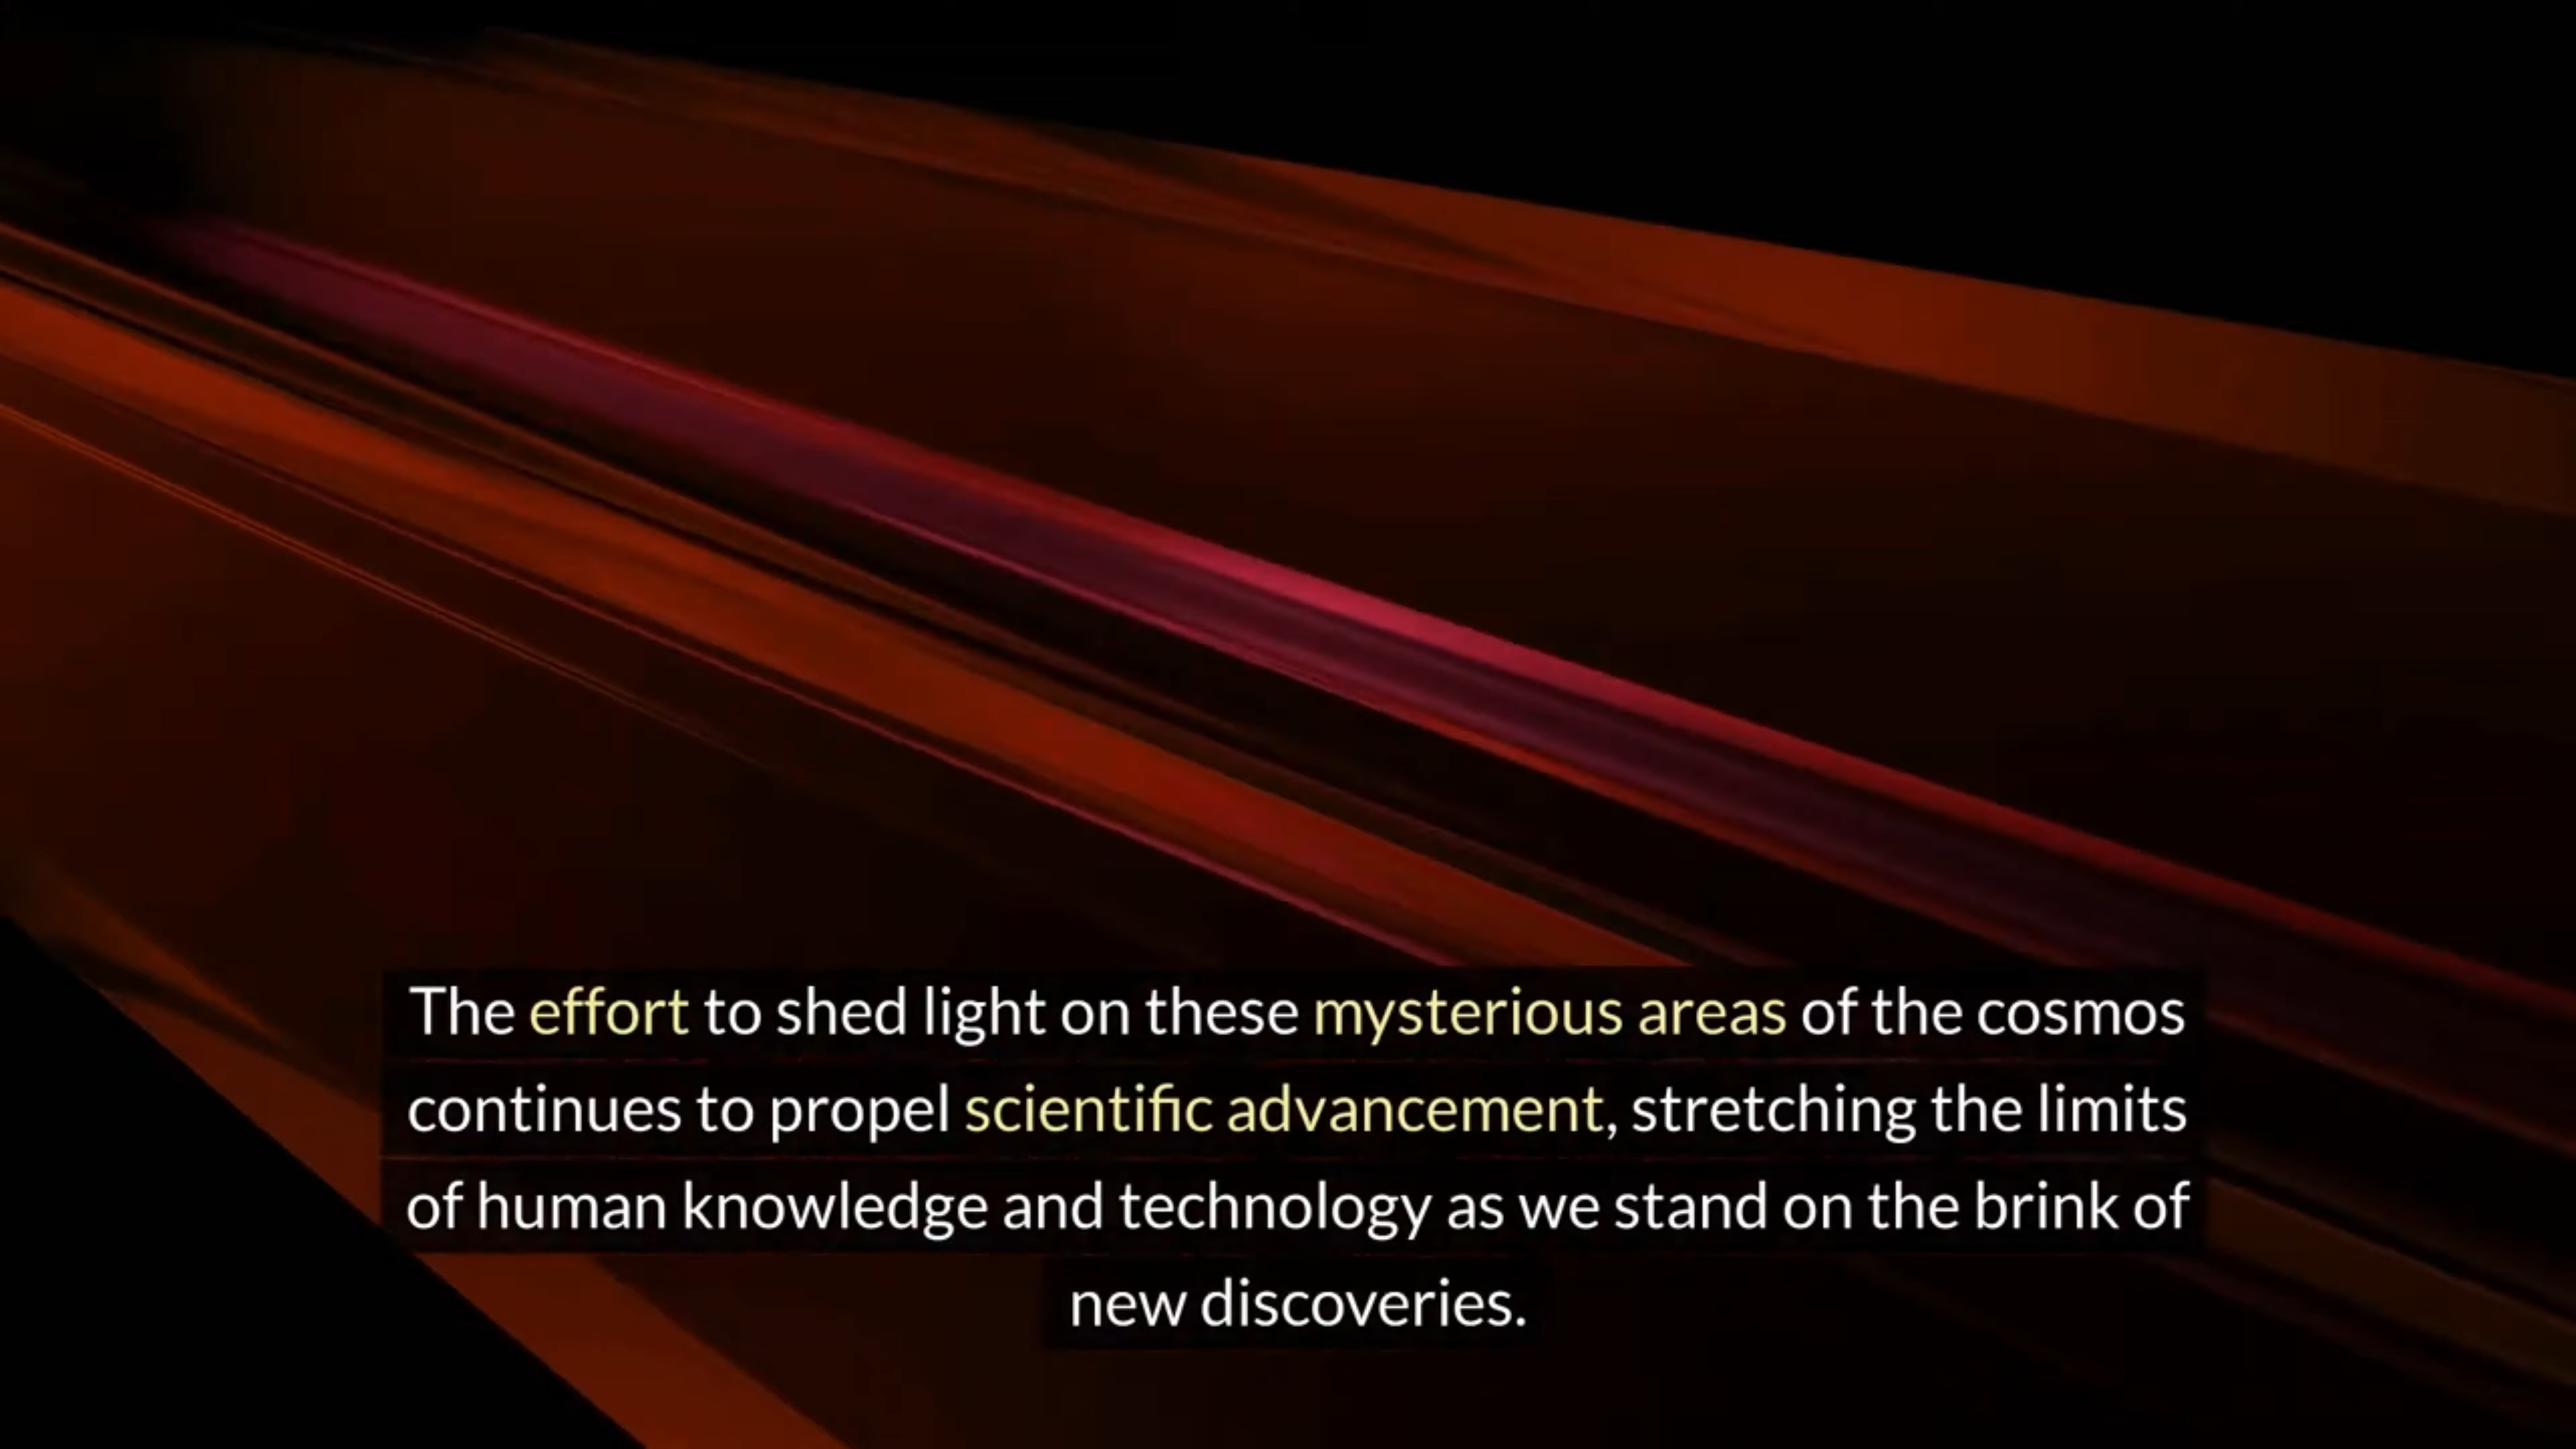 The effort to shed light on these mysterious areas of the cosmos
continues to propel scientific advancement, stretching the limits
of human knowledge and technology as we stand on the brink of
new discoveries.